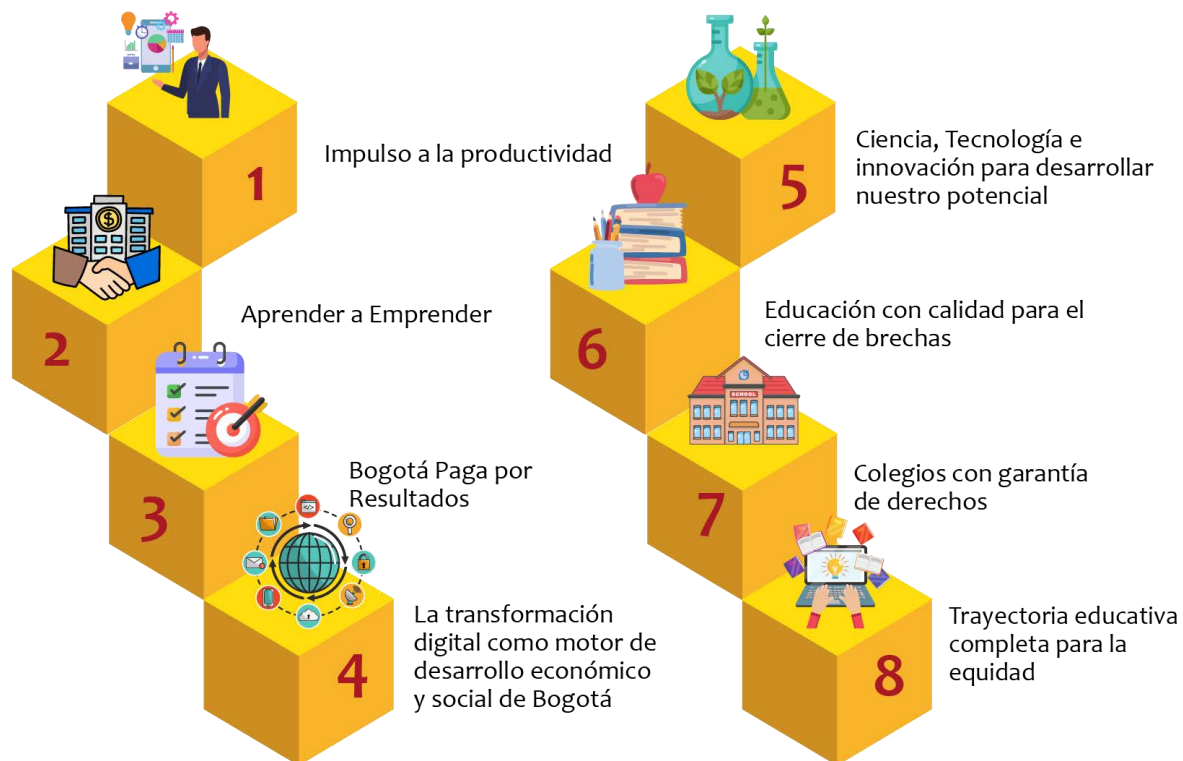 1
Impulso a la productividad
2
Aprender a Emprender
3
Bogotá Paga por
Resultados
4
La transformación
digital como motor de
desarrollo económico
y social de Bogotá
5
Ciencia, Tecnología e
innovación para desarrollar
nuestro potencial
6
Educación con calidad para el
cierre de brechas
SCHOOL
7
Colegios con garantía
de derechos
8
Trayectoria educativa
completa para la
equidad